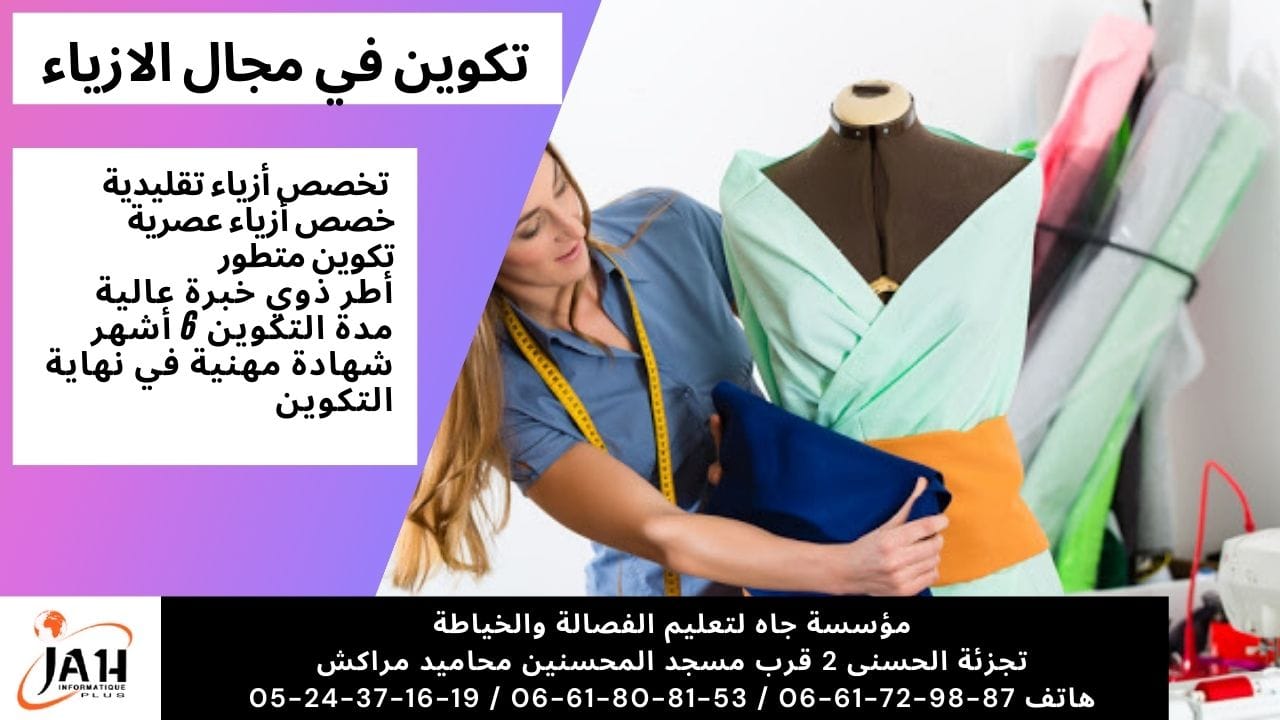 تكوين في مجال الازياء
تخصص أزياء تقليدية
خصص أزياء عصرية
تكوين متطور
أطر ذوي خبرة عالية
مدة التكوين 6 أشهر
شهادة مهنية في نهاية
التكوين
مؤسسة جاه لتعليم الفصالة والخياطة
تجزئة الحسنى 2 قرب مسجد المحسنين محاميد مراكش
هاتف 87-98-72-61-06 / 53-81-80-61-06 / 19-16-37-24-05
JAH
INFORMATIQUE
PLUS